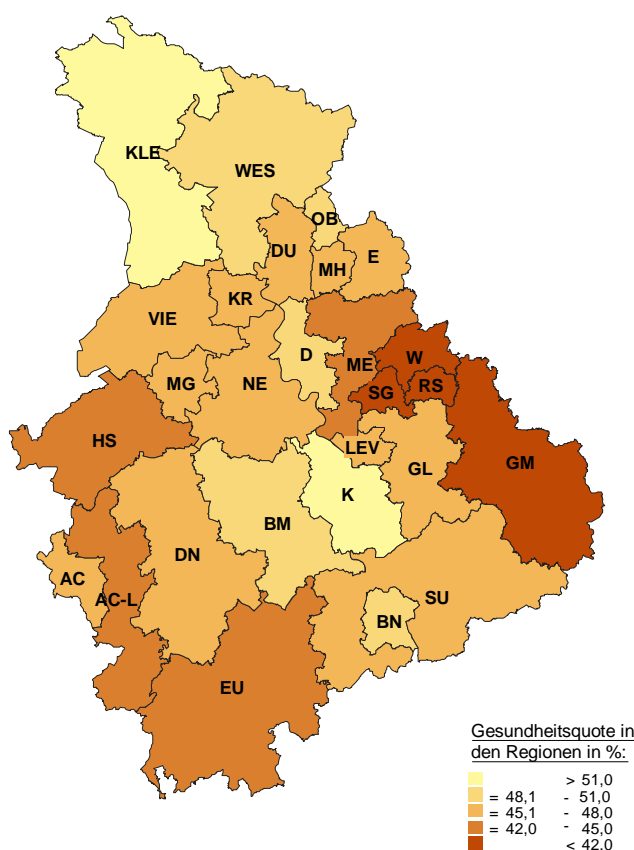 KLE
WES
OB
DU
MH
E
KR
VIE
D
W
ME
MG
NE
SG
RS
HS
LEV
GL
GM
K
BM
DN
AC
AC-L
SU
BN
EU
Gesundheitsquote in
den Regionen in %:
> 51,0
= 48,1 - 51,0
= 45,1 - 48,0
= 42,0 - 45,0
< 42,0